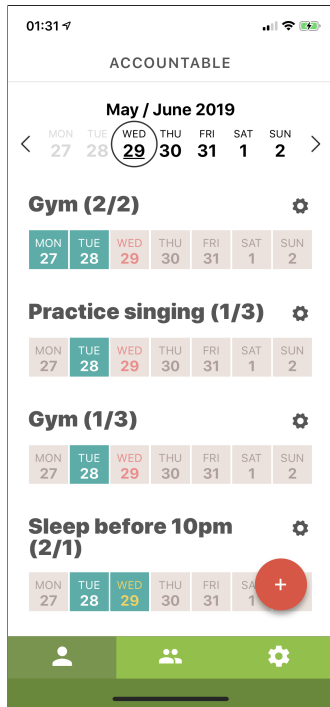 01:31
ACCOUNTABLE
May / June 2019
MON TUE WED THU FRI SAT SUN
27 28 29 30 31 1 2
Gym (2/2)
MON TUE WED THU FRI SAT SUN
27 28 29 30 31 1 2
Practice singing (1/3)
MON TUE WED THU FRI SAT SUN
27 28 29 30 31 1 2
Gym (1/3)
MON TUE WED THU FRI SAT SUN
27 28 29 30 31 1 2
Sleep before 10pm
(2/1)
MON TUE WED THU FRI
27 28 29 30 31
+